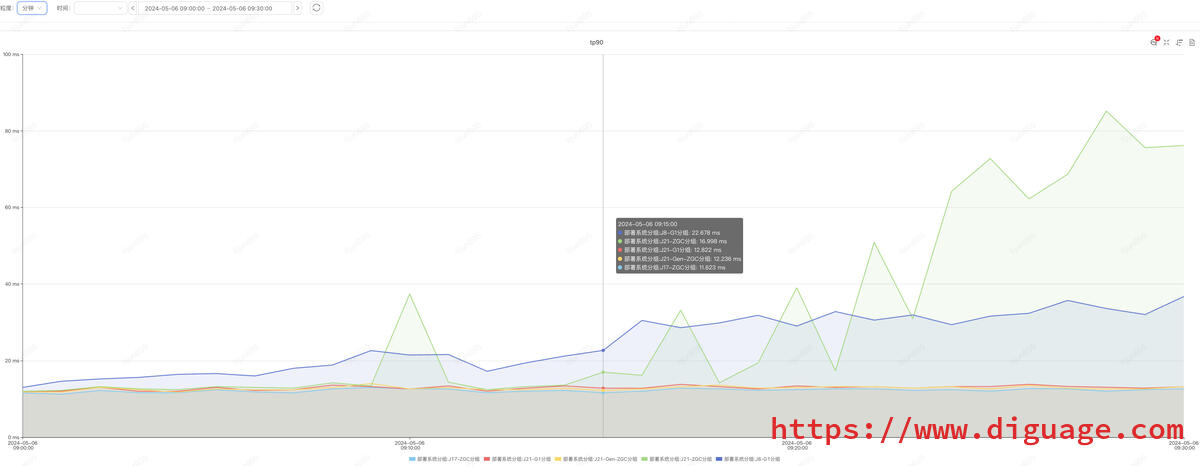 粒度: 分钟 时间: 2024-05-06 09:00:00 - 2024-05-06 09:30:00
tp90
100 ms
80 ms
60 ms
40 ms
20 ms
0 ms
2024-05-06 09:15:00
部署系统分组:J8-G1分组: 22.678 ms
部署系统分组:J21-ZGC分组: 16.998 ms
部署系统分组:J21-G1分组: 12.822 ms
部署系统分组:J21-Gen-ZGC分组: 12.236 ms
部署系统分组:J17-ZGC分组: 11.623 ms
https://www.diguage.com
2024-05-06
09:00:00
2024-05-06
09:10:00
2024-05-06
09:20:00
2024-05-06
09:30:00
部署系统分组:J17-ZGC分组 部署系统分组:J21-G1分组 部署系统分组:J21-Gen-ZGC分组 部署系统分组:J21-ZGC分组 部署系统分组:J8-G1分组